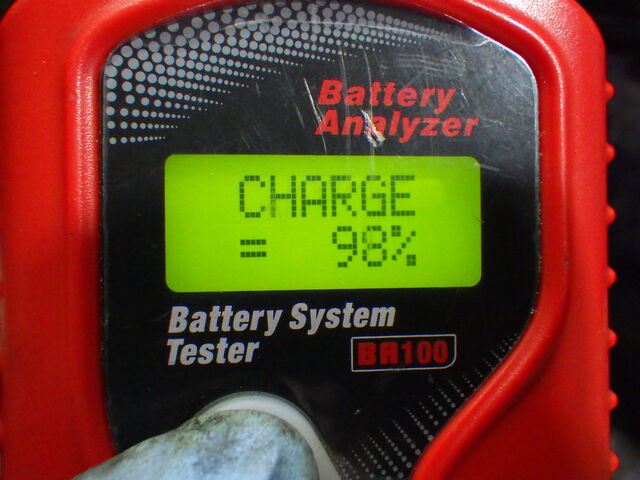 Battery
Analyzer
CHARGE
= 98%
Battery System
Tester
BA100